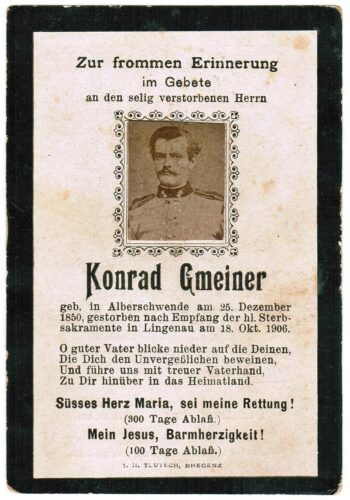 Zur frommen Erinnerung
im Gebete
an den selig verstorbenen Herrn
Konrad Gmeiner
geb. in Alberschwende am 25. Dezember
1850, gestorben nach Empfang der hl. Sterb-
sakramente in Lingenau am 18. Okt. 1906.
O guter Vater blicke nieder auf die Deinen,
Die Dich den Unvergeßlichen beweinen,
Und führe uns mit treuer Vaterhand,
Zu Dir hinüber in das Heimatland.
Süsses Herz Maria, sei meine Rettung!
(300 Tage Ablaß.)
Mein Jesus, Barmherzigkeit!
(100 Tage Ablaß.)
TEUTSCH, BREGENZ